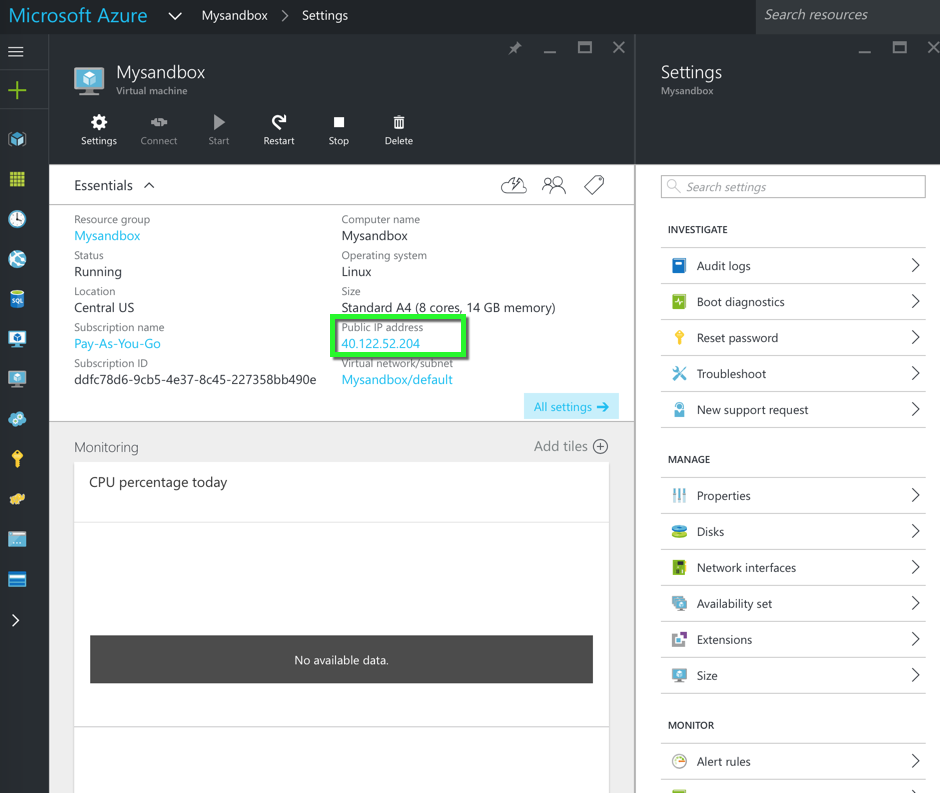 Microsoft Azure Mysandbox Settings Search resources
Mysandbox
Virtual machine
Settings Connect Start Restart Stop Delete
Essentials
Resource group
Mysandbox
Status
Running
Location
Central US
Subscription name
Pay-As-You-Go
Subscription ID
ddfc78d6-9cb5-4e37-8c45-227358bb490e
Computer name
Mysandbox
Operating system
Linux
Size
Standard A4 (8 cores, 14 GB memory)
Public IP address
40.122.52.204
Virtual network/subnet
Mysandbox/default
All settings
Monitoring
Add tiles
CPU percentage today
No available data.
SQL
Settings
Mysandbox
Search settings
INVESTIGATE
Audit logs
Boot diagnostics
Reset password
Troubleshoot
New support request
MANAGE
Properties
Disks
Network interfaces
Availability set
Extensions
Size
MONITOR
Alert rules